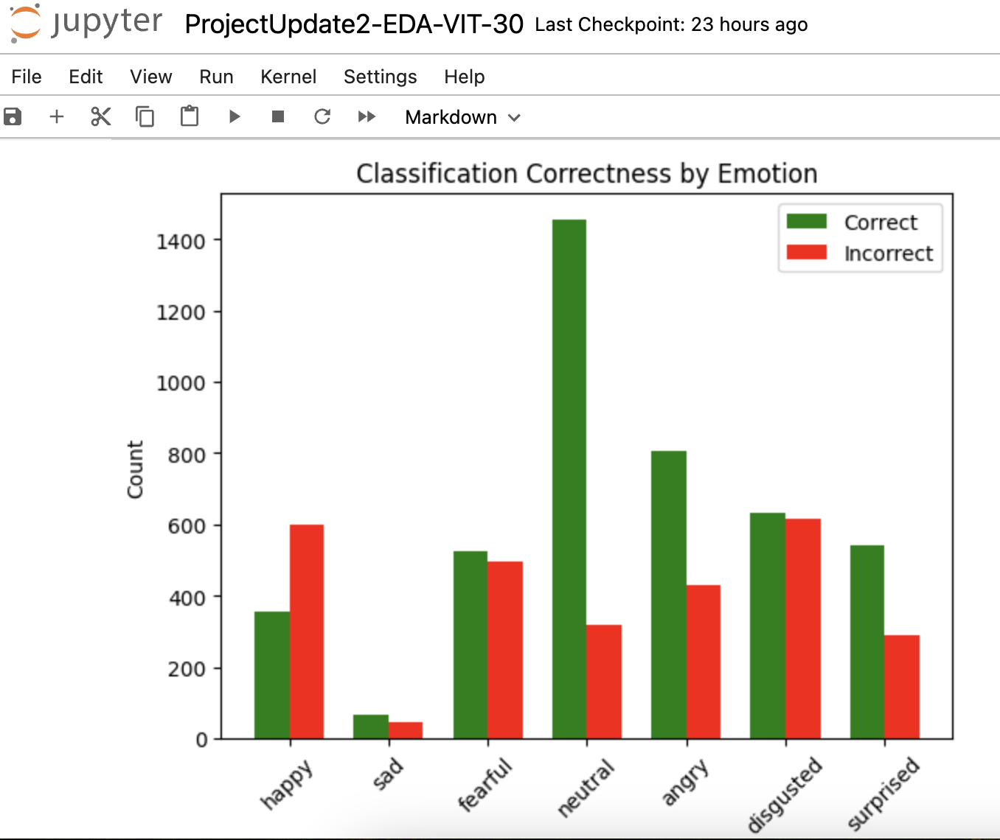 jupyter ProjectUpdate2-EDA-VIT-30 Last Checkpoint: 23 hours ago
File Edit View Run Kernel Settings Help
Markdown
Classification Correctness by Emotion
Correct
Incorrect
1400
1200
1000
800
600
400
200
0
Count
happy sad fearful neutral angry disgusted surprised